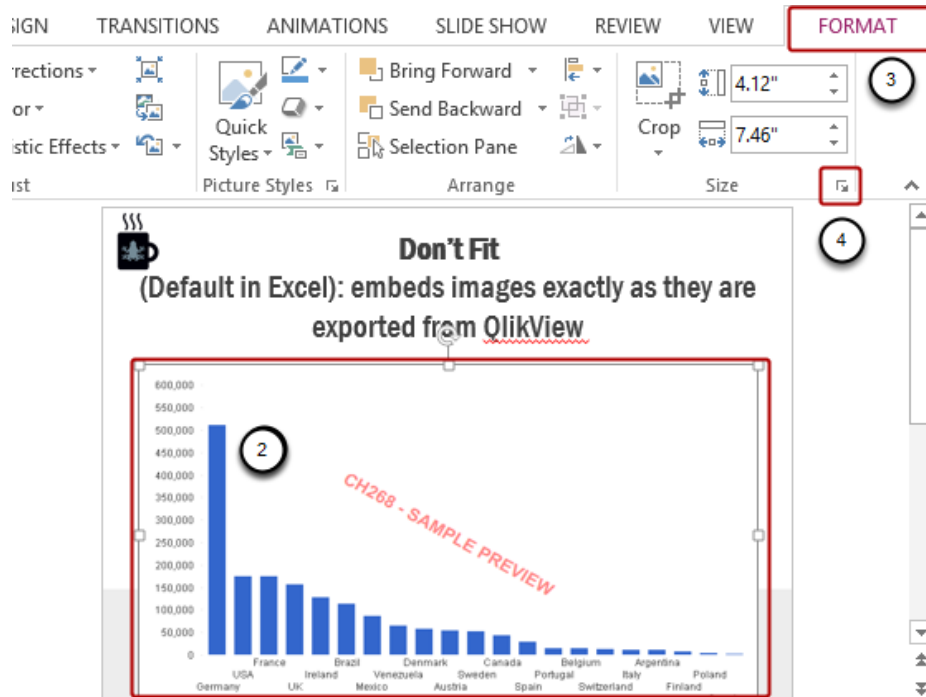 SIGN TRANSITIONS ANIMATIONS SLIDE SHOW REVIEW VIEW FORMAT
rrections
or
istic Effects
ust
Quick
Styles
Picture Styles
Bring Forward
Send Backward
Selection Pane
Arrange
Crop
4.12"
7.46"
Size
3
4
Don't Fit
(Default in Excel): embeds images exactly as they are
exported from QlikView
2
CH268 - SAMPLE PREVIEW
600,000
550,000
500,000
450,000
400,000
350,000
300,000
250,000
200,000
150,000
100,000
50,000
0
France Brazil Denmark Canada Belgium Argentina
USA Ireland Venezuela Sweden Portugal Italy Poland
Germany UK Mexico Austria Spain Switzerland Finland